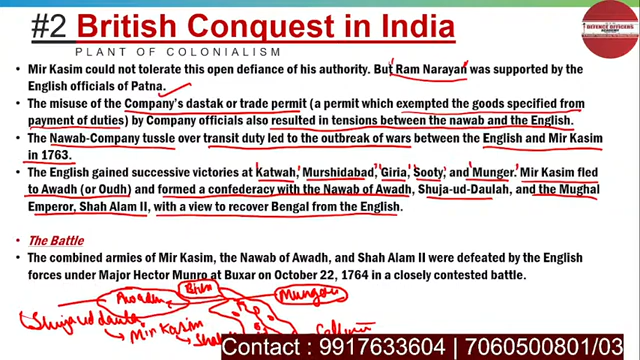 #2 British Conquest in India
PLANT OF COLONIALISM
DEFENCE OFFICERS
ACADEMY
• Mir Kasim could not tolerate this open defiance of his authority. But Ram Narayan was supported by the
English officials of Patna.
• The misuse of the Company's dastak or trade permit (a permit which exempted the goods specified from
payment of duties) by Company officials also resulted in tensions between the nawab and the English.
• The Nawab-Company tussle over transit duty led to the outbreak of wars between the English and Mir Kasim
in 1763.
• The English gained successive victories at Katwah, Murshidabad, Giria, Sooty, and Munger. Mir Kasim fled
to Awadh (or Oudh) and formed a confederacy with the Nawab of Awadh, Shuja-ud-Daulah, and the Mughal
Emperor, Shah Alam II, with a view to recover Bengal from the English.
• The Battle
• The combined armies of Mir Kasim, the Nawab of Awadh, and Shah Alam II were defeated by the English
forces under Major Hector Munro at Buxar on October 22, 1764 in a closely contested battle.
Mir Kasim
Contact : 9917633604 | 7060500801/03